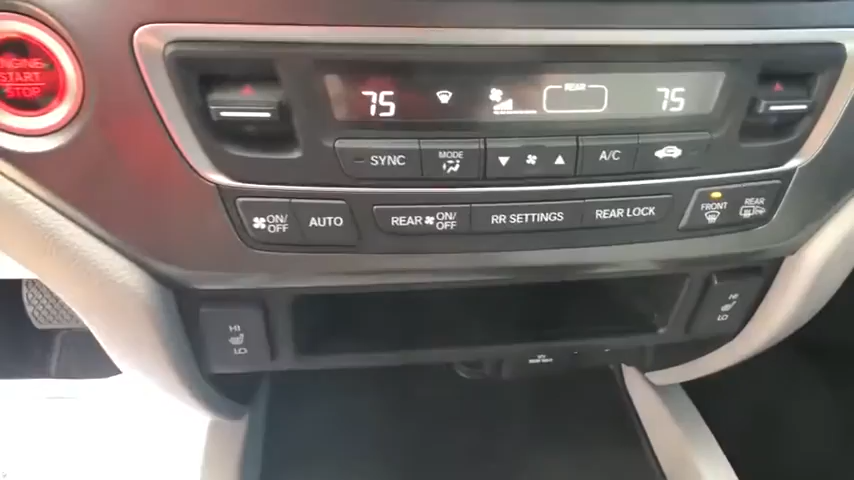 ENGINE
START
STOP
75
REAR
75
SYNC
MODE
A/C
ON/
OFF
AUTO
REAR
ON/
OFF
RR SETTINGS
REAR LOCK
FRONT
REAR
HI
LO
HI
LO